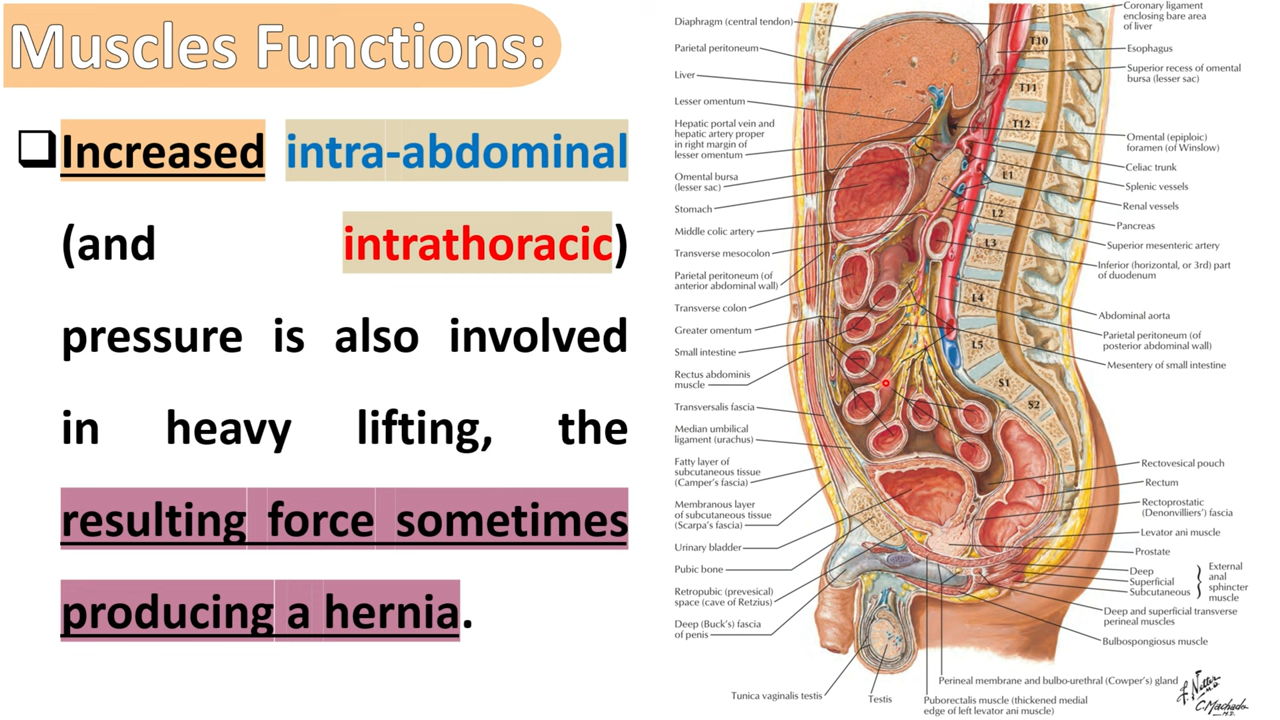 Muscles Functions:
❑Increased intra-abdominal
(and intrathoracic)
pressure is also involved
in heavy lifting, the
resulting force sometimes
producing a hernia.
Diaphragm (central tendon)
Parietal peritoneum
Liver
Lesser omentum
Hepatic portal vein and
hepatic artery proper
in right margin of
lesser omentum
Omental bursa
(lesser sac)
Stomach
Middle colic artery
Transverse mesocolon
Parietal peritoneum (of
anterior abdominal wall)
Transverse colon
Greater omentum
Small intestine
Rectus abdominis
muscle
Transversalis fascia
Median umbilical
ligament (urachus)
Fatty layer of
subcutaneous tissue
(Camper's fascia)
Membranous layer
of subcutaneous tissue
(Scarpa's fascia)
Urinary bladder
Pubic bone
Retropubic (prevesical)
space (cave of Retzius)
Deep (Buck's) fascia
of penis
Tunica vaginalis testis
Testis
T10
T11
T12
L1
L2
L3
L4
L5
S1
S2
Coronary ligament
enclosing bare area
of liver
Esophagus
Superior recess of omental
bursa (lesser sac)
Omental (epiploic)
foramen (of Winslow)
Celiac trunk
Splenic vessels
Renal vessels
Pancreas
Superior mesenteric artery
Inferior (horizontal, or 3rd) part
of duodenum
Abdominal aorta
Parietal peritoneum (of
posterior abdominal wall)
Mesentery of small intestine
Rectovesical pouch
Rectum
Rectoprostatic
(Denonvilliers') fascia
Levator ani muscle
Prostate
Deep
Superficial
Subcutaneous
External
anal
sphincter
muscle
Deep and superficial transverse
perineal muscles
Bulbospongiosus muscle
Perineal membrane and bulbo-urethral (Cowper's) gland
Puborectalis muscle (thickened medial
edge of left levator ani muscle)
F. Netter
M.D.
C. Machado
M.D.